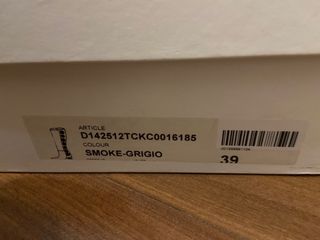 ARTICLE
D142512TCKC0016185
COLOUR
SMOKE-GRIGIO
39